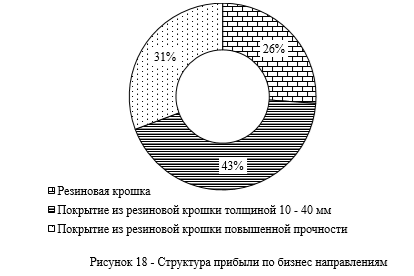 31%
26%
43%
Резиновая крошка
Покрытие из резиновой крошки толщиной 10 - 40 мм
Покрытие из резиновой крошки повышенной прочности
Рисунок 18 - Структура прибыли по бизнес направлениям